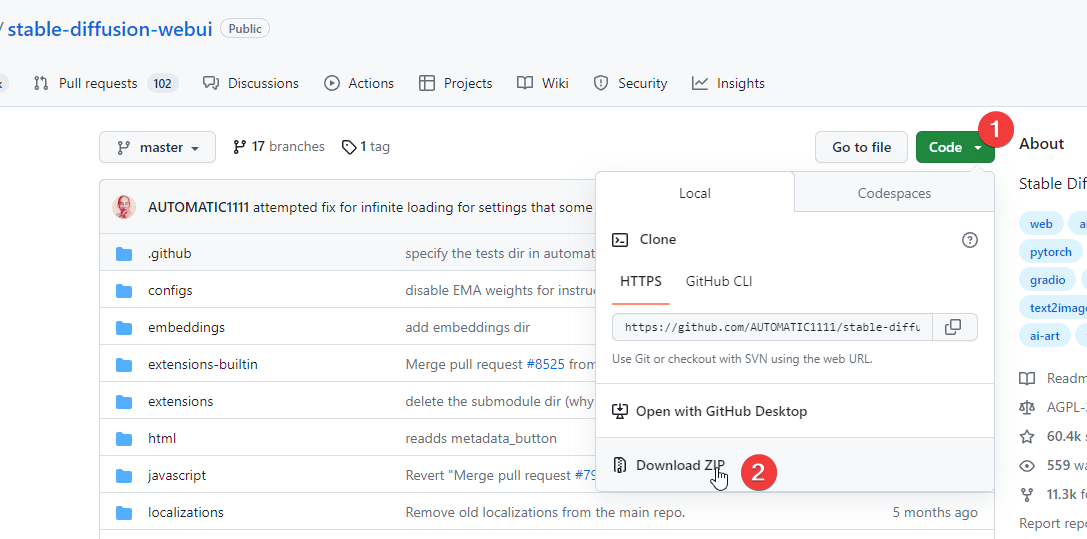 / stable-diffusion-webui Public
Pull requests 102 Discussions Actions Projects Wiki Security Insights
master 17 branches 1 tag Go to file Code 1
About
Local Codespaces
Stable Dif
AUTOMATIC1111 attempted fix for infinite loading for settings that some
web
Clone
.github specify the tests dir in automat
pytorch
HTTPS GitHub CLI
gradio
configs disable EMA weights for instru
text2image
https://github.com/AUTOMATIC1111/stable-diffu
embeddings add embeddings dir
ai-art
Use Git or checkout with SVN using the web URL.
extensions-builtin Merge pull request #8525 from
Readm
extensions delete the submodule dir (why
Open with GitHub Desktop
AGPL-
html readds metadata_button
60.4k
Download ZIP 2
559 wa
javascript Revert "Merge pull request #79
11.3k fo
localizations Remove old localizations from the main repo. 5 months ago
Report repo